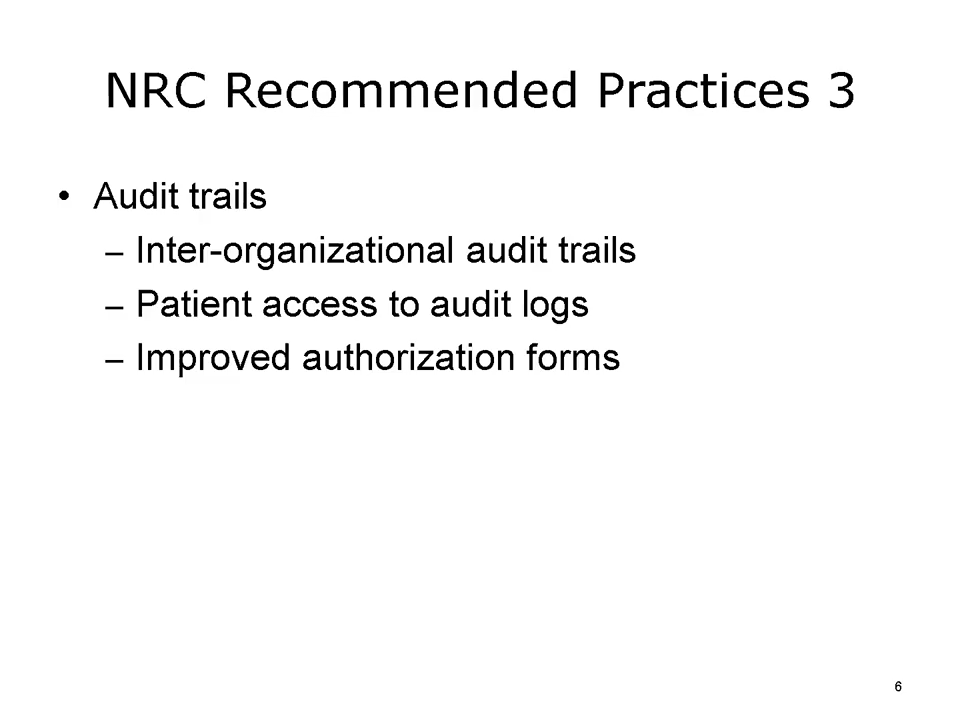 NRC Recommended Practices 3
• Audit trails
– Inter-organizational audit trails
– Patient access to audit logs
– Improved authorization forms
6